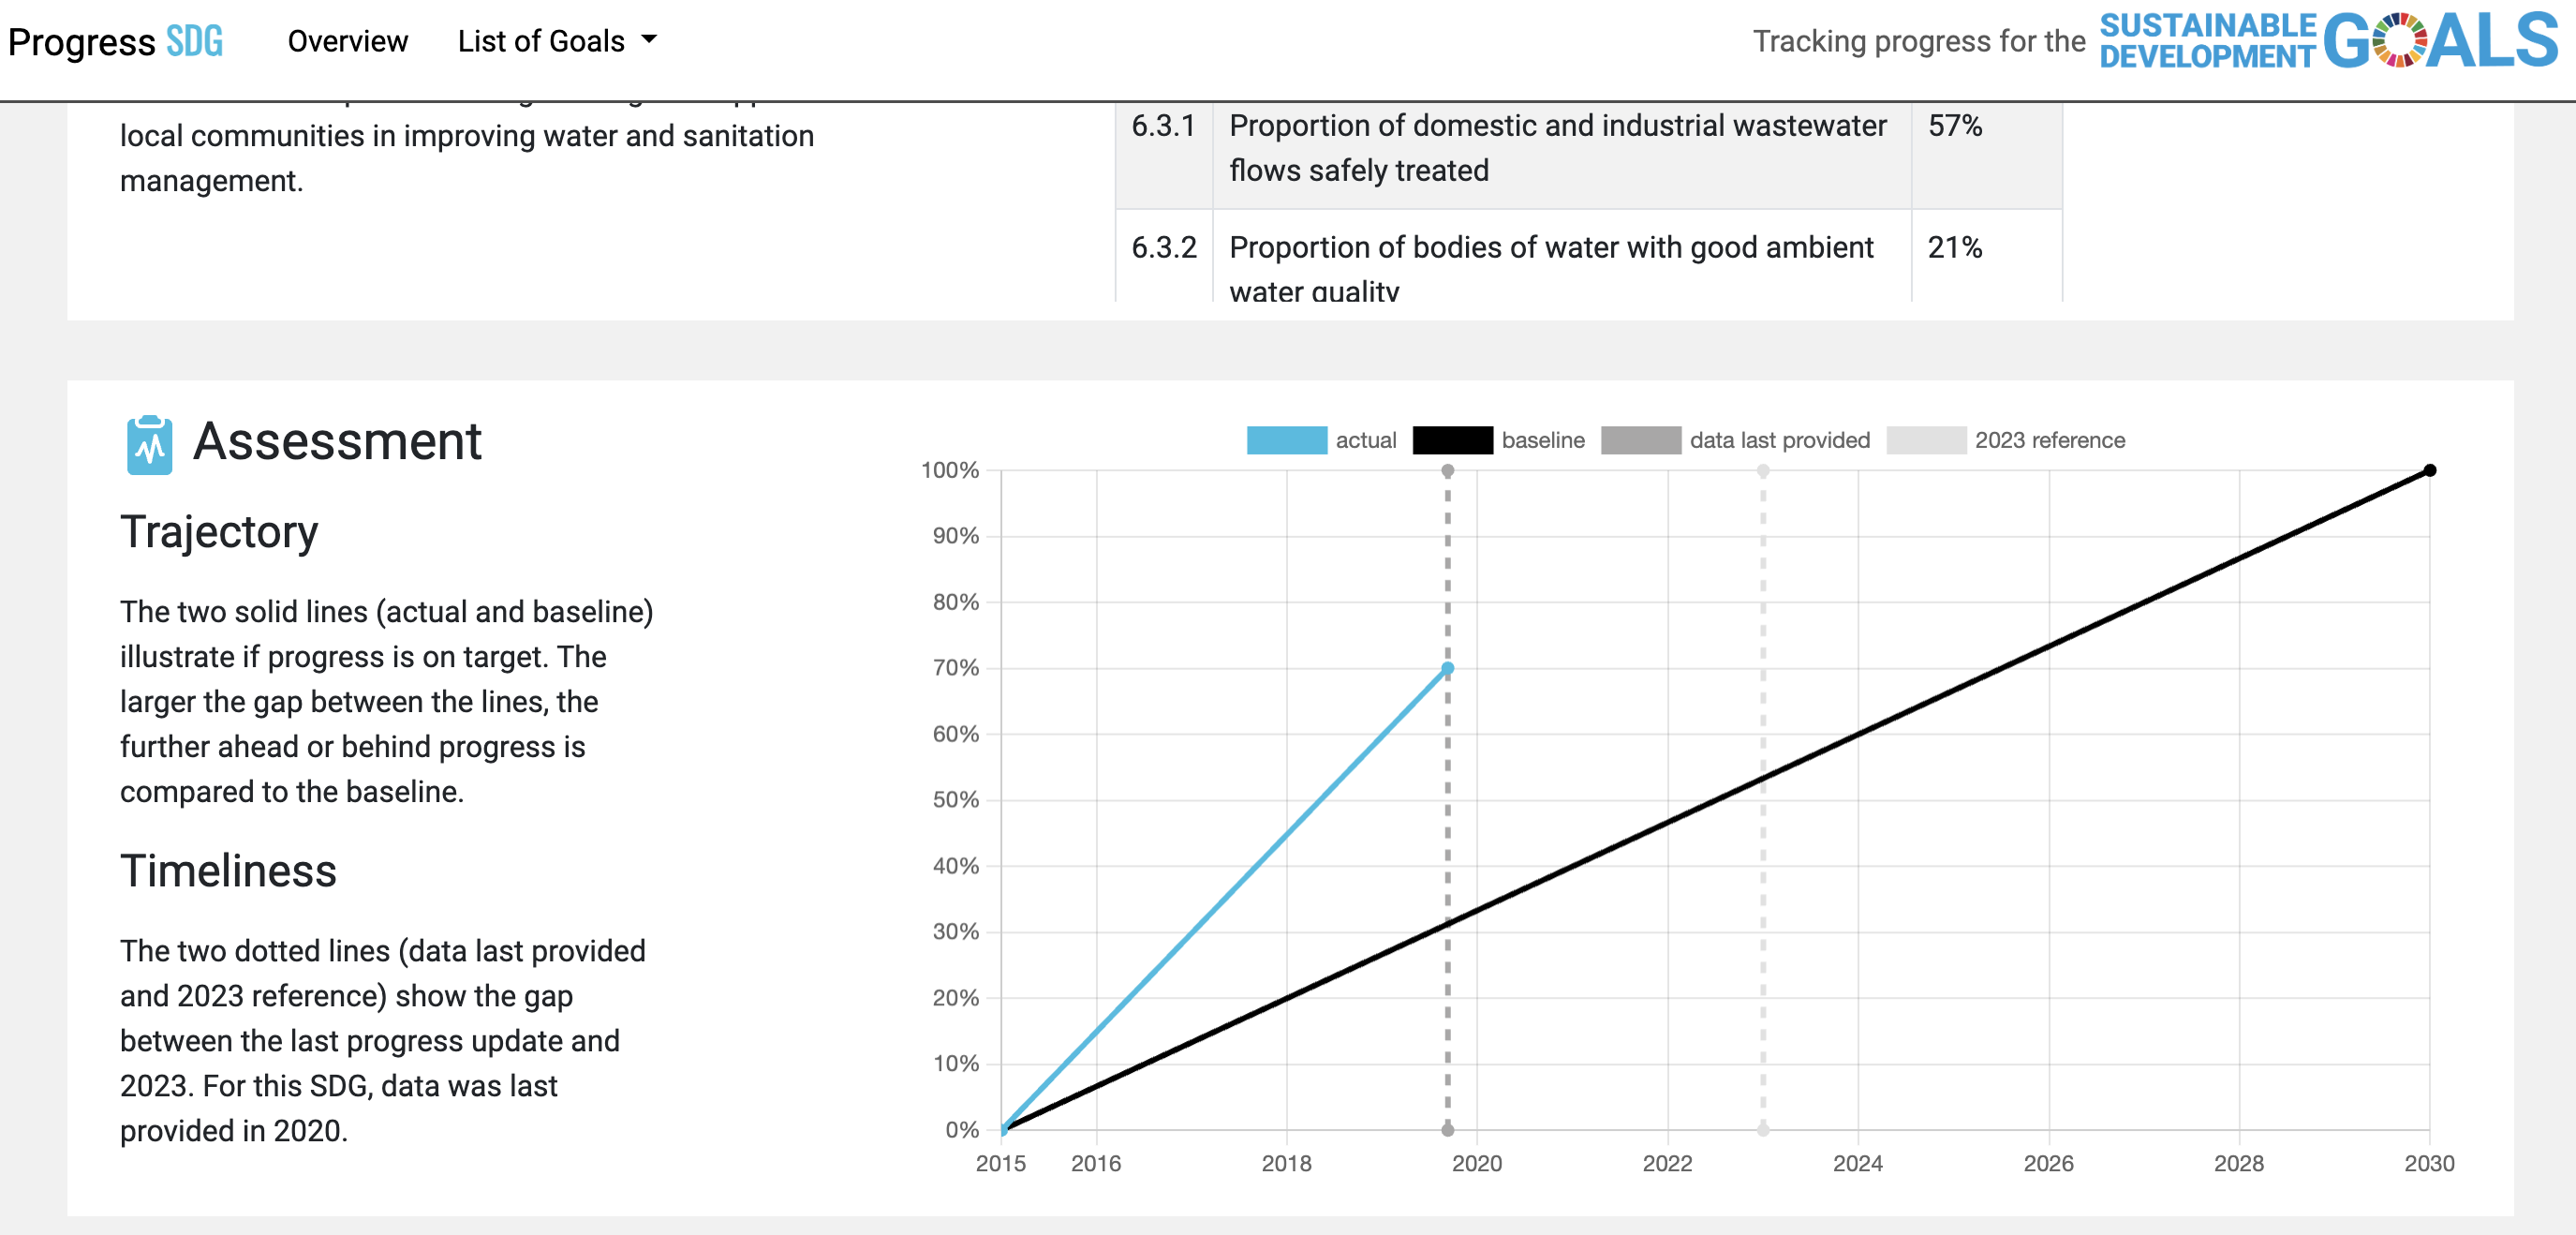 Progress SDG Overview List of Goals Tracking progress for the SUSTAINABLE DEVELOPMENT GOALS
local communities in improving water and sanitation
management.
6.3.1 Proportion of domestic and industrial wastewater 57%
flows safely treated
6.3.2 Proportion of bodies of water with good ambient 21%
water quality
Assessment
Trajectory
The two solid lines (actual and baseline)
illustrate if progress is on target. The
larger the gap between the lines, the
further ahead or behind progress is
compared to the baseline.
Timeliness
The two dotted lines (data last provided
and 2023 reference) show the gap
between the last progress update and
2023. For this SDG, data was last
provided in 2020.
actual baseline data last provided 2023 reference
100%
90%
80%
70%
60%
50%
40%
30%
20%
10%
0%
2015 2016 2018 2020 2022 2024 2026 2028 2030